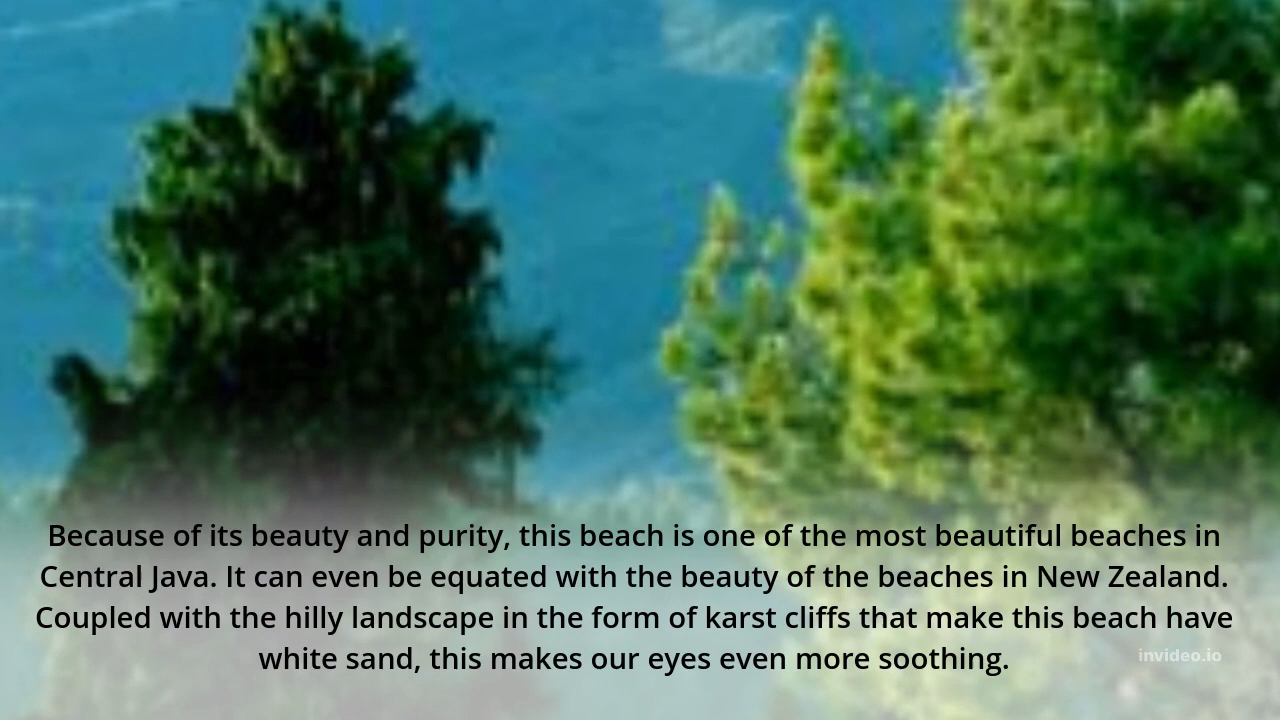 Because of its beauty and purity, this beach is one of the most beautiful beaches in
Central Java. It can even be equated with the beauty of the beaches in New Zealand.
Coupled with the hilly landscape in the form of karst cliffs that make this beach have
white sand, this makes our eyes even more soothing.
invideo.io